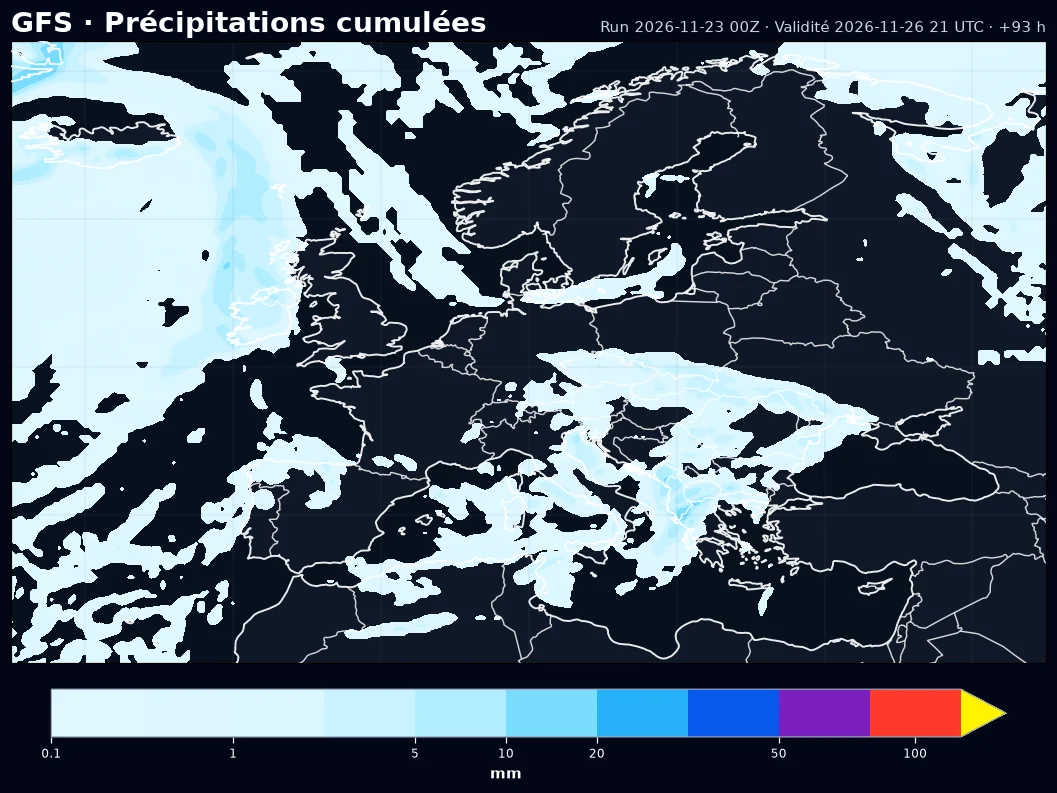 GFS · Précipitations cumulées
Run 2026-11-23 00Z · Validité 2026-11-26 21 UTC · +93 h
0.1 1 5 10 20 50 100
mm